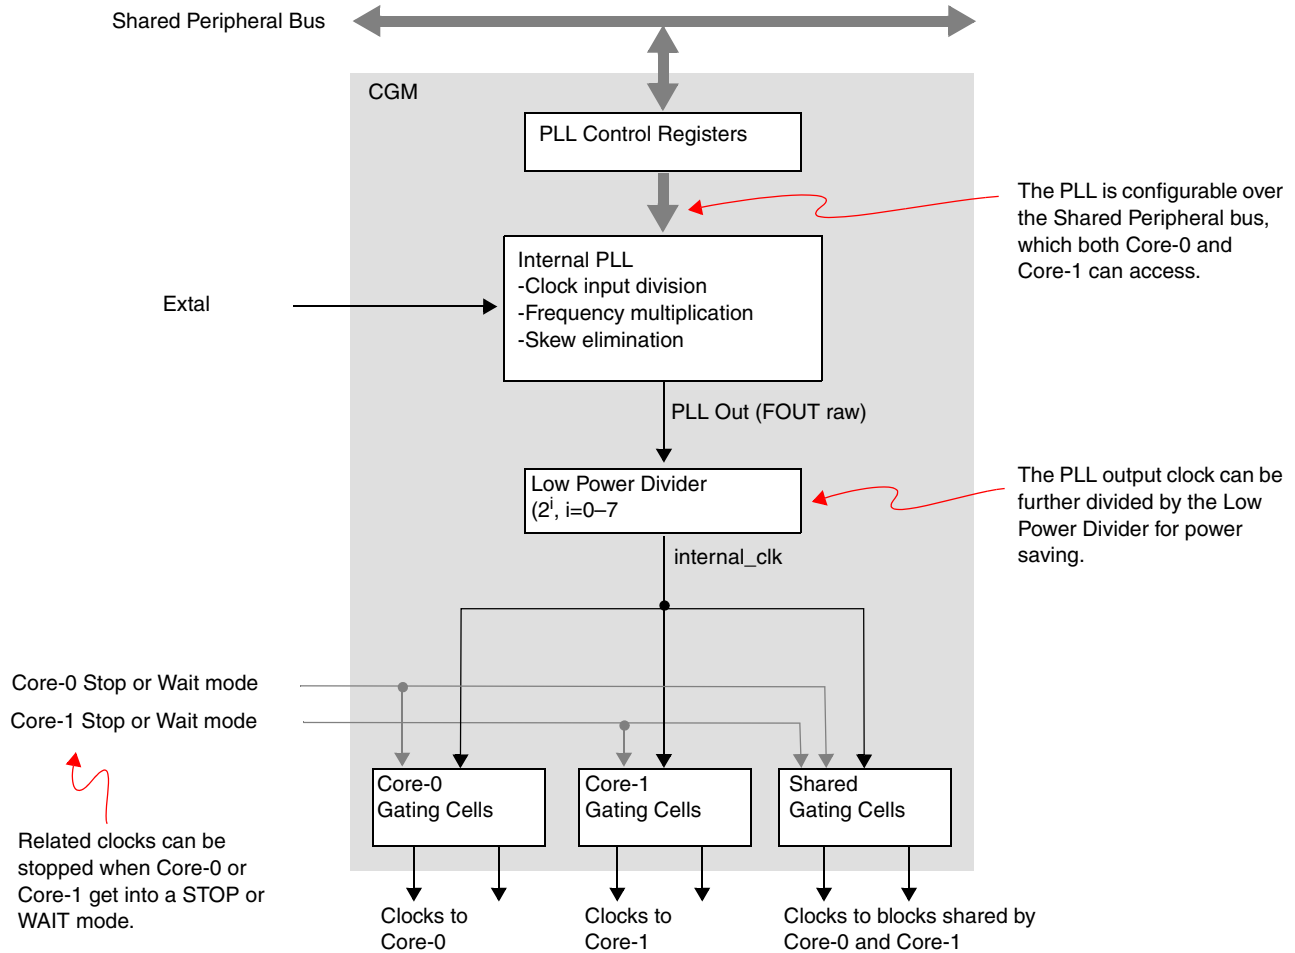 Shared Peripheral Bus
CGM
PLL Control Registers
The PLL is configurable over
the Shared Peripheral bus,
which both Core-0 and
Core-1 can access.
Internal PLL
-Clock input division
-Frequency multiplication
-Skew elimination
Extal
PLL Out (FOUT raw)
Low Power Divider
(2^i, i=0–7
The PLL output clock can be
further divided by the Low
Power Divider for power
saving.
internal_clk
Core-0 Stop or Wait mode
Core-1 Stop or Wait mode
Core-0
Gating Cells
Core-1
Gating Cells
Shared
Gating Cells
Related clocks can be
stopped when Core-0 or
Core-1 get into a STOP or
WAIT mode.
Clocks to
Core-0
Clocks to
Core-1
Clocks to blocks shared by
Core-0 and Core-1